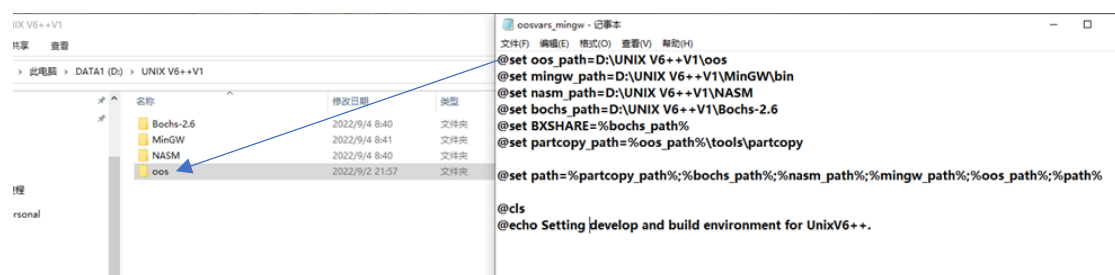 IX V6++V1
共享 查看
> 此电脑 > DATA1 (D:) > UNIX V6++V1
名称 修改日期 类型
Bochs-2.6 2022/9/4 8:40 文件夹
MinGW 2022/9/4 8:41 文件夹
NASM 2022/9/4 8:40 文件夹
oos 2022/9/2 21:57 文件夹
程
rsonal
oosvars_mingw - 记事本
文件(F) 编辑(E) 格式(O) 查看(V) 帮助(H)
@set oos_path=D:\UNIX V6++V1\oos
@set mingw_path=D:\UNIX V6++V1\MinGW\bin
@set nasm_path=D:\UNIX V6++V1\NASM
@set bochs_path=D:\UNIX V6++V1\Bochs-2.6
@set BXSHARE=%bochs_path%
@set partcopy_path=%oos_path%\tools\partcopy
@set path=%partcopy_path%;%bochs_path%;%nasm_path%;%mingw_path%;%oos_path%;%path%
@cls
@echo Setting develop and build environment for UnixV6++.